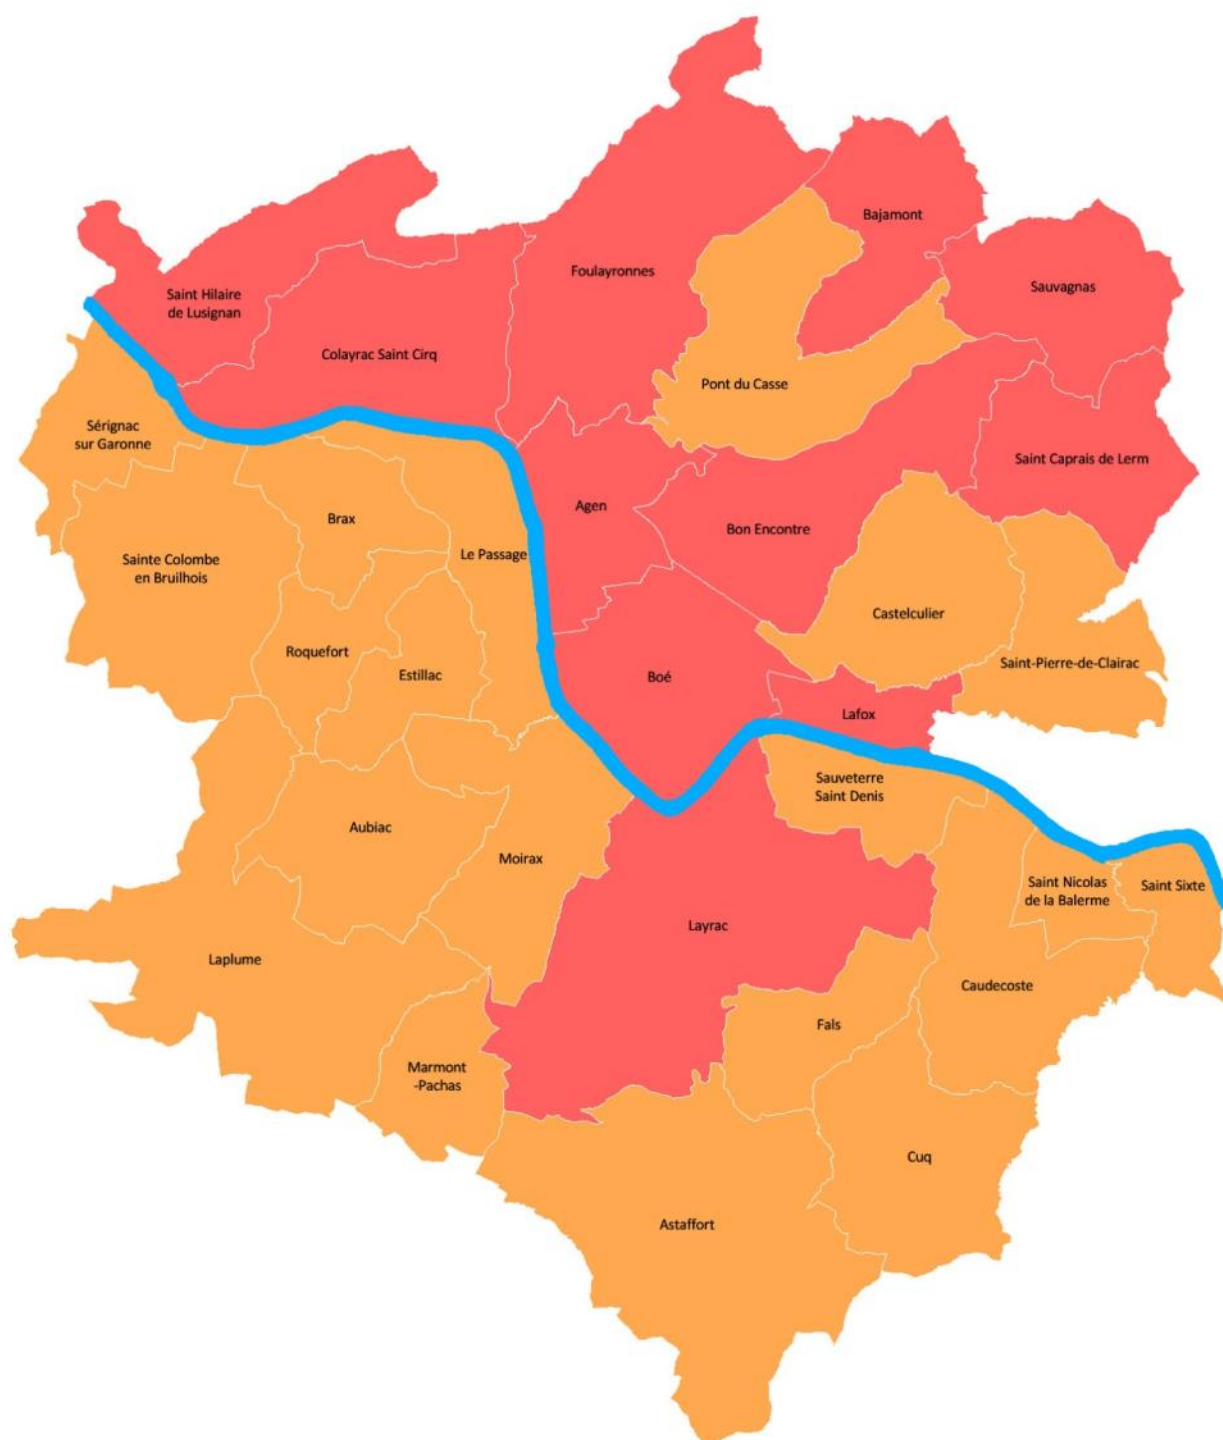 Bajamont
Foulayronnes
Sauvagnas
Saint Hilaire
de Lusignan
Colayrac Saint Cirq
Pont du Casse
Sérignac
sur Garonne
Saint Caprais de Lerm
Agen
Brax
Bon Encontre
Le Passage
Sainte Colombe
en Bruilhois
Castelculier
Roquefort
Saint-Pierre-de-Clairac
Estillac
Boé
Lafox
Sauveterre
Saint Denis
Aubiac
Moirax
Saint Nicolas
de la Balerme
Saint Sixte
Layrac
Laplume
Caudecoste
Fals
Marmont
-Pachas
Cuq
Astaffort